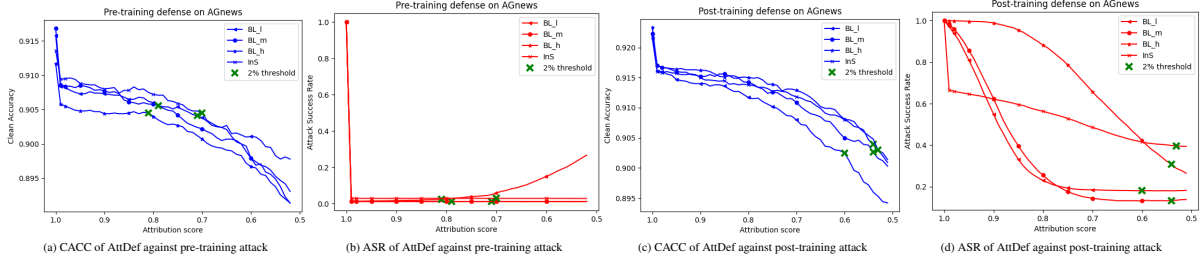 Pre-training defense on AGnews
Clean Accuracy
0.915
0.910
0.905
0.900
0.895
BL_l
BL_m
BL_h
InS
2% threshold
1.0 0.9 0.8 0.7 0.6 0.5
Attribution score
(a) CACC of AttDef against pre-training attack
Pre-training defense on AGnews
Attack Success Rate
1.0
0.8
0.6
0.4
0.2
0.0
BL_l
BL_m
BL_h
InS
2% threshold
1.0 0.9 0.8 0.7 0.6 0.5
Attribution score
(b) ASR of AttDef against pre-training attack
Post-training defense on AGnews
Clean Accuracy
0.920
0.915
0.910
0.905
0.900
0.895
BL_l
BL_m
BL_h
InS
2% threshold
1.0 0.9 0.8 0.7 0.6 0.5
Attribution score
(c) CACC of AttDef against post-training attack
Post-training defense on AGnews
Attack Success Rate
1.0
0.8
0.6
0.4
0.2
BL_l
BL_m
BL_h
InS
2% threshold
1.0 0.9 0.8 0.7 0.6 0.5
Attribution score
(d) ASR of AttDef against post-training attack